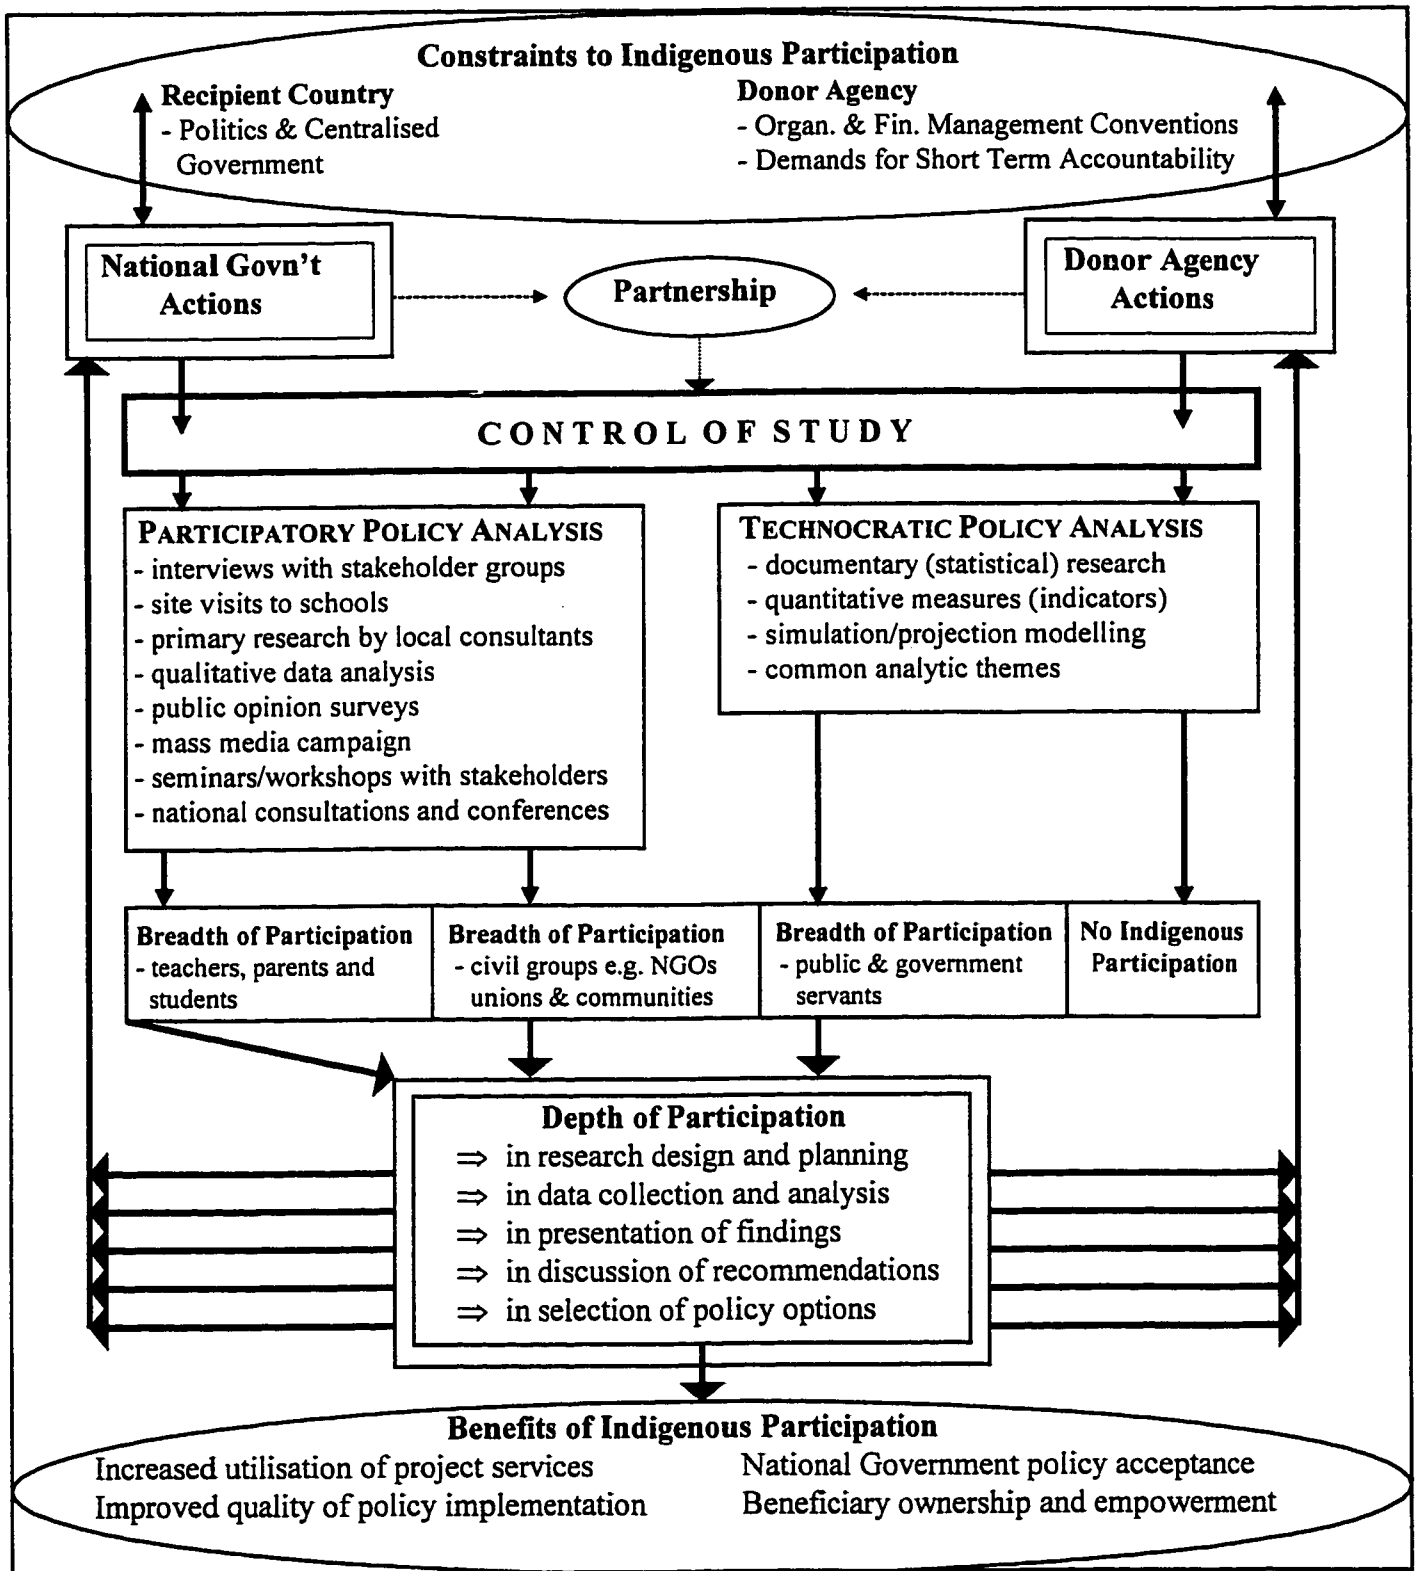 Constraints to Indigenous Participation
Recipient Country
- Politics & Centralised
Government
Donor Agency
- Organ. & Fin. Management Conventions
- Demands for Short Term Accountability
National Govn't
Actions
Partnership
Donor Agency
Actions
CONTROL OF STUDY
PARTICIPATORY POLICY ANALYSIS
- interviews with stakeholder groups
- site visits to schools
- primary research by local consultants
- qualitative data analysis
- public opinion surveys
- mass media campaign
- seminars/workshops with stakeholders
- national consultations and conferences
TECHNOCRATIC POLICY ANALYSIS
- documentary (statistical) research
- quantitative measures (indicators)
- simulation/projection modelling
- common analytic themes
Breadth of Participation
- teachers, parents and
students
Breadth of Participation
- civil groups e.g. NGOs
unions & communities
Breadth of Participation
- public & government
servants
No Indigenous
Participation
Depth of Participation
⇒ in research design and planning
⇒ in data collection and analysis
⇒ in presentation of findings
⇒ in discussion of recommendations
⇒ in selection of policy options
Benefits of Indigenous Participation
Increased utilisation of project services
Improved quality of policy implementation
National Government policy acceptance
Beneficiary ownership and empowerment